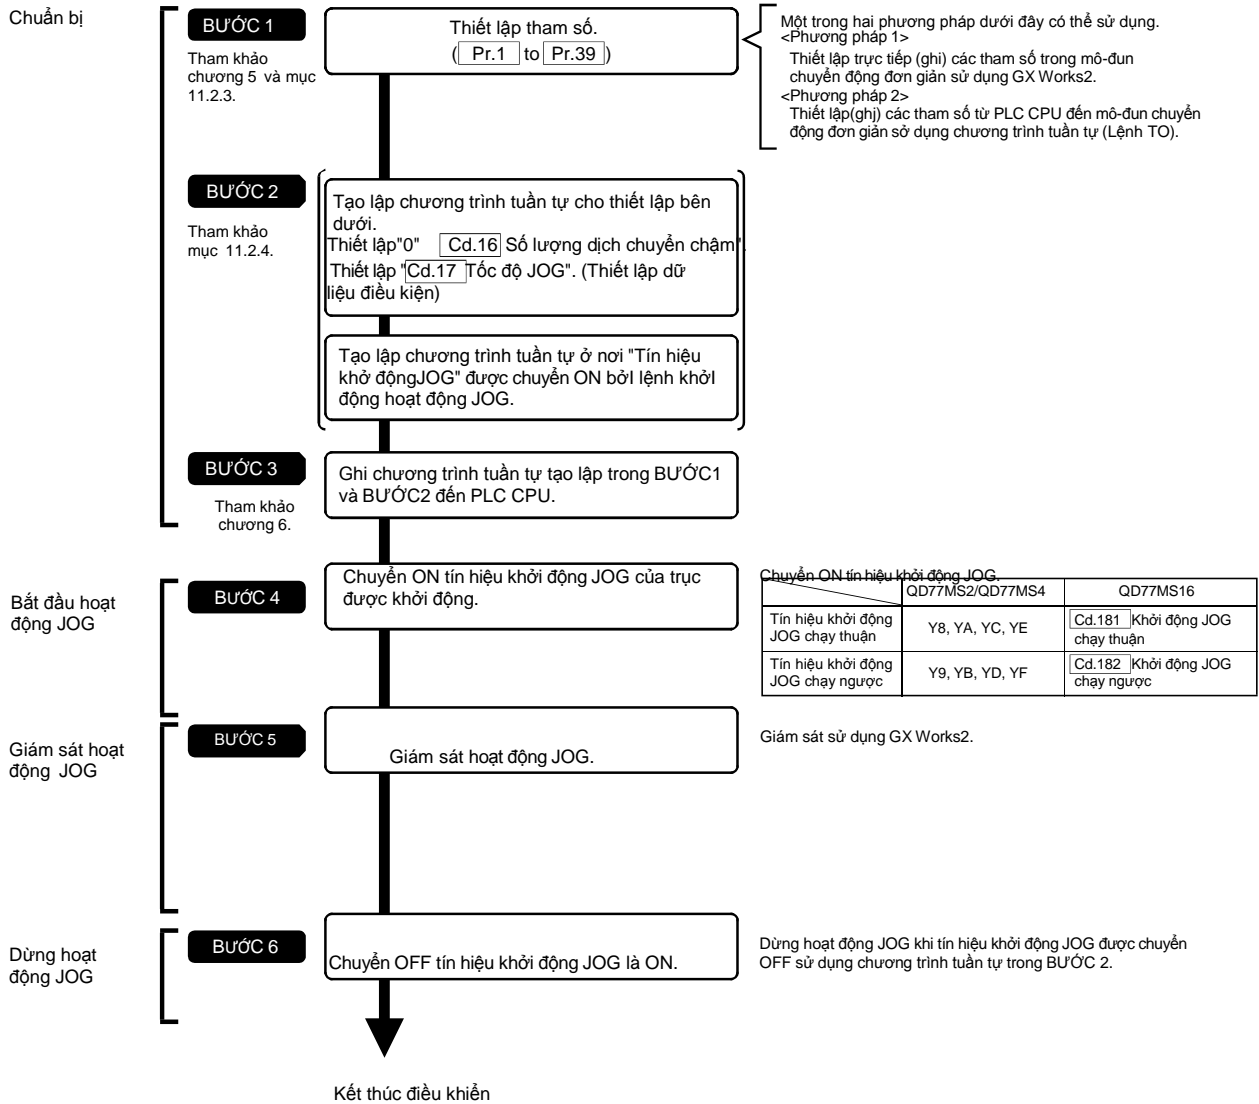 Chuẩn bị
BƯỚC 1
Tham khảo
chương 5 và mục
11.2.3.
Thiết lập tham số.
( Pr.1 to Pr.39 )
Một trong hai phương pháp dưới đây có thể sử dụng.
<Phương pháp 1>
Thiết lập trực tiếp (ghi) các tham số trong mô-đun
chuyển động đơn giản sử dụng GX Works2.
<Phương pháp 2>
Thiết lập(ghj) các tham số từ PLC CPU đến mô-đun chuyển
động đơn giản sở dụng chương trình tuần tự (Lệnh TO).
BƯỚC 2
Tham khảo
mục 11.2.4.
Tạo lập chương trình tuần tự cho thiết lập bên
dưới.
Thiết lập"0" Cd.16 Số lượng dịch chuyển chậm".
Thiết lập "Cd.17 Tốc độ JOG". (Thiết lập dữ
liệu điều kiện)
Tạo lập chương trình tuần tự ở nơi "Tín hiệu
khở độngJOG" được chuyển ON bởI lệnh khởI
động hoạt động JOG.
BƯỚC 3
Tham khảo
chương 6.
Ghi chương trình tuần tự tạo lập trong BƯỚC1
và BƯỚC2 đến PLC CPU.
Bắt đầu hoạt
động JOG
BướC 4
Chuyển ON tín hiệu khởi động JOG của trục
được khởi động.
Chuyển ON tín hiệu khởi động JOG.
QD77MS2/QD77MS4 QD77MS16
Tín hiệu khởi động
JOG chạy thuận
Y8, YA, YC, YE
Cd.181 Khởi động JOG
chạy thuận
Tín hiệu khởi động
JOG chạy ngược
Y9, YB, YD, YF
Cd.182 Khởi động JOG
chạy ngược
Giám sát hoạt
động JOG
BƯỚC 5
Giám sát hoạt động JOG.
Giám sát sử dụng GX Works2.
Dừng hoạt
động JOG
BướC 6
Chuyển OFF tín hiệu khởi động JOG là ON.
Dừng hoạt động JOG khi tín hiệu khởi động JOG được chuyển
OFF sử dụng chương trình tuần tự trong BƯỚC 2.
Kết thúc điều khiển